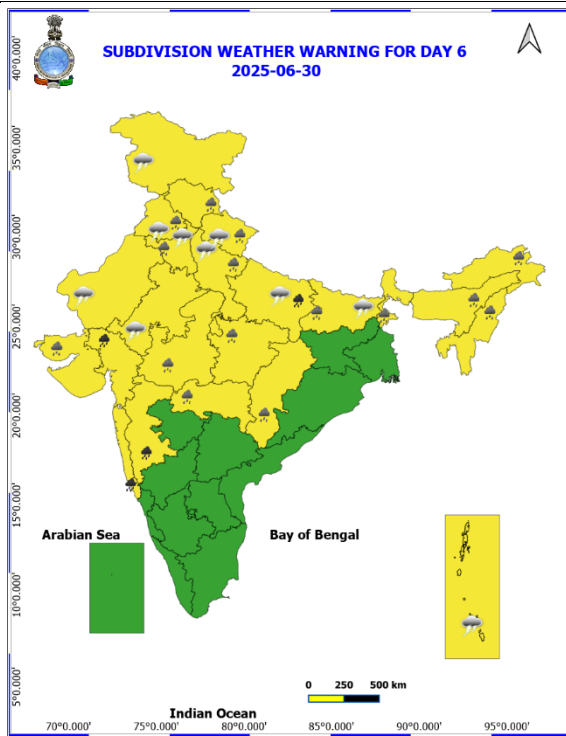 SUBDIVISION WEATHER WARNING FOR DAY 6
2025-06-30
40°0.000'
35°0.000'
30°0.000'
25°0.000'
20°0.000'
15°0.000'
10°0.000'
5°0.000'
Arabian Sea
Bay of Bengal
0 250 500 km
Indian Ocean
70°0.000' 75°0.000' 80°0.000' 85°0.000' 90°0.000' 95°0.000'